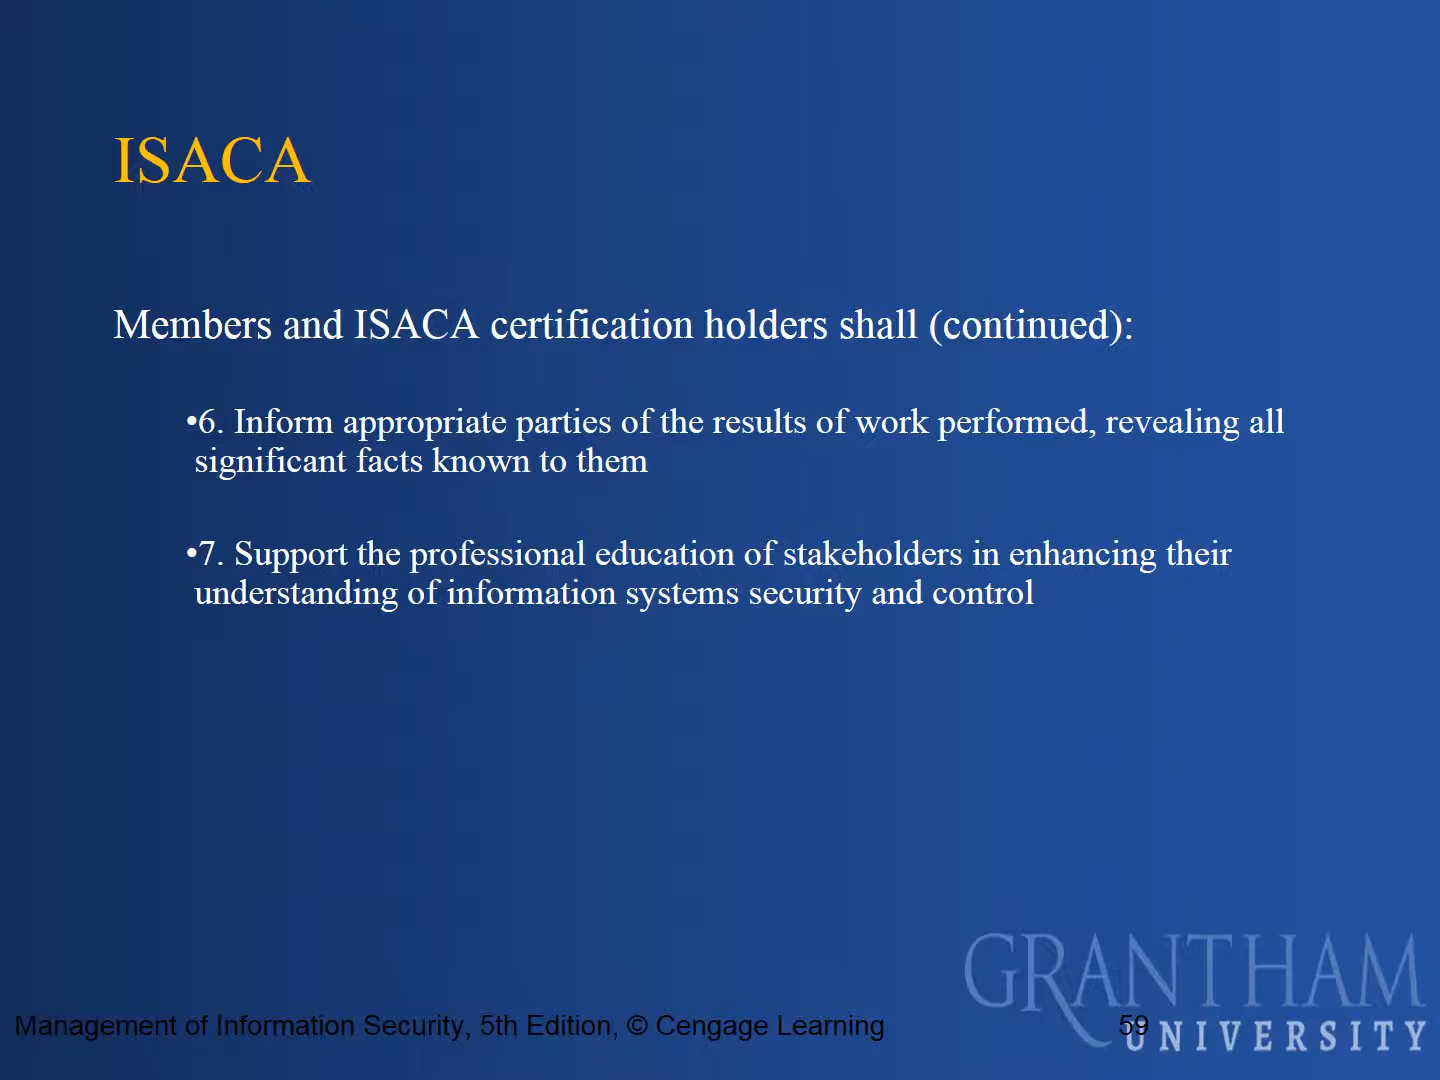 ISACA
Members and ISACA certification holders shall (continued):
•6. Inform appropriate parties of the results of work performed, revealing all
significant facts known to them
•7. Support the professional education of stakeholders in enhancing their
understanding of information systems security and control
GRANTHAM
UNIVERSITY
Management of Information Security, 5th Edition, © Cengage Learning
59